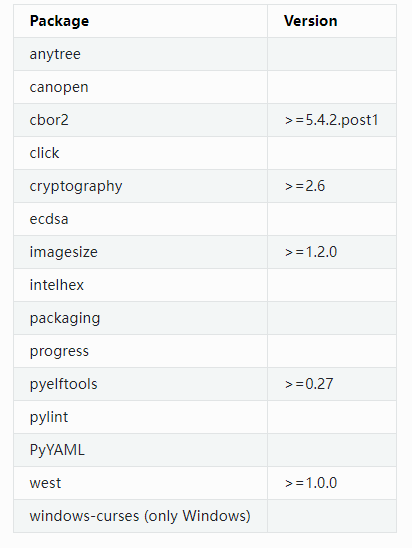 Package Version
anytree
canopen
cbor2 >=5.4.2.post1
click
cryptography >=2.6
ecdsa
imagesize >=1.2.0
intelhex
packaging
progress
pyelftools >=0.27
pylint
PyYAML
west >=1.0.0
windows-curses (only Windows)